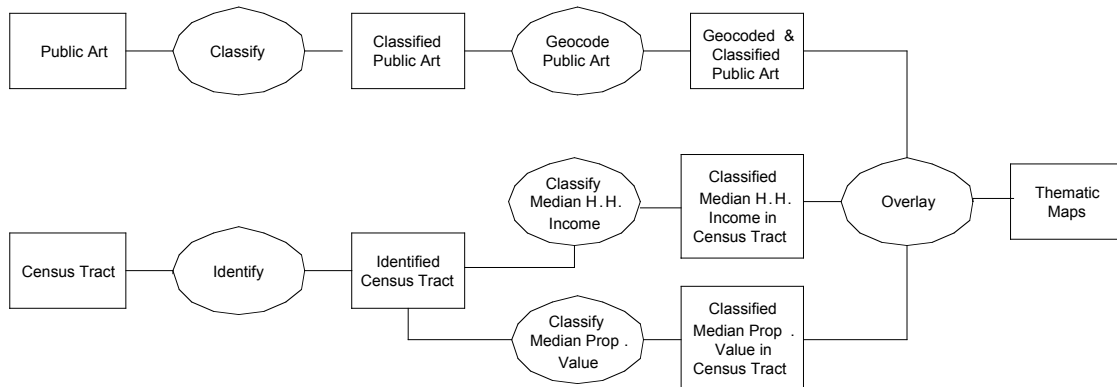 Public Art
Classify
Classified
Public Art
Geocode
Public Art
Geocoded &
Classified
Public Art
Classify
Median H.H.
Income
Classified
Median H.H.
Income in
Census Tract
Overlay
Thematic
Maps
Census Tract
Identify
Identified
Census Tract
Classify
Median Prop .
Value
Classified
Median Prop .
Value in
Census Tract